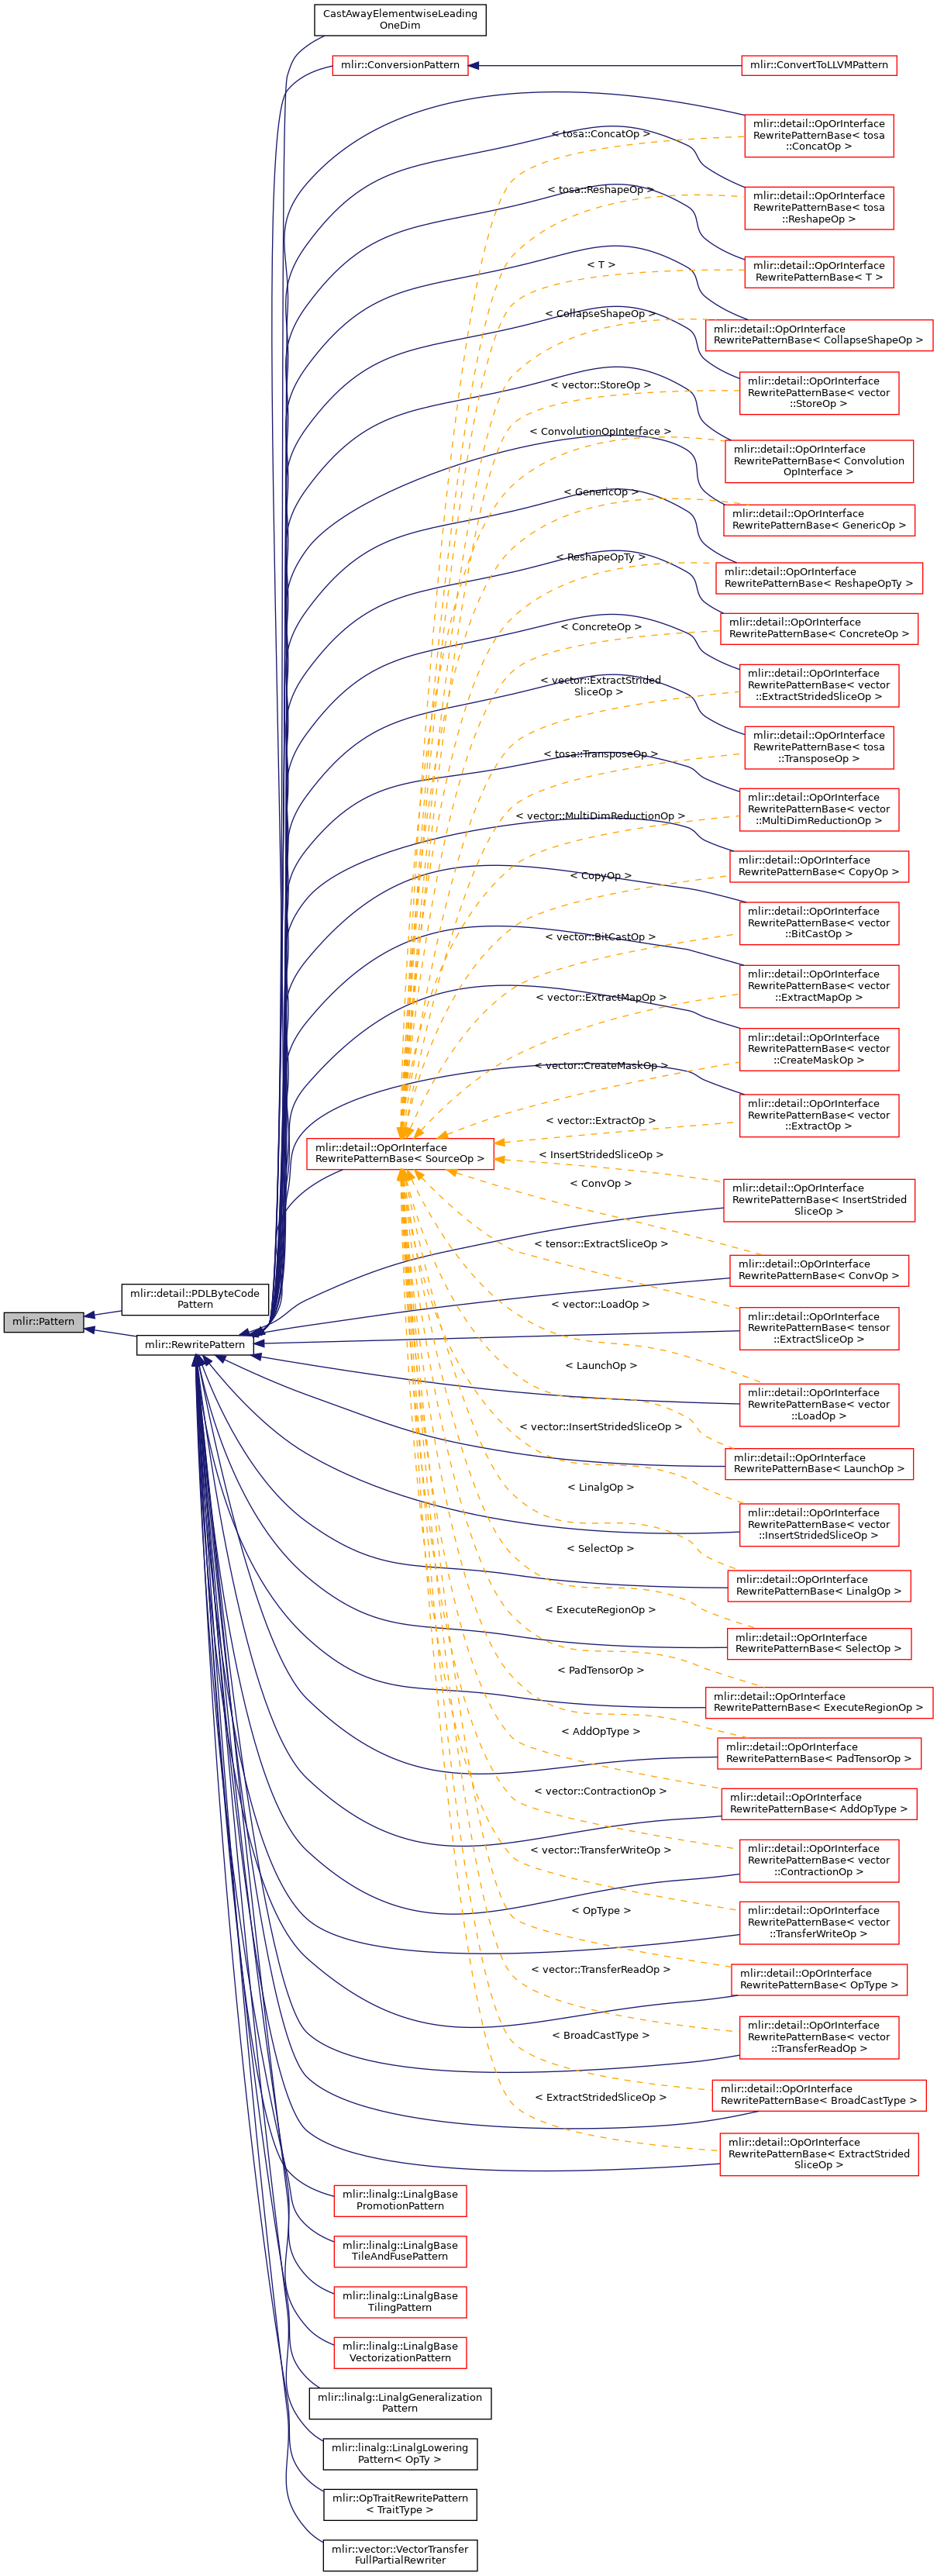 CastAwayElementwiseLeading
OneDim
mlir::ConversionPattern
mlir::ConvertToLLVMPattern
mlir::detail::OpOrInterface
RewritePatternBase< tosa
::ConcatOp >
< tosa::ConcatOp >
mlir::detail::OpOrInterface
RewritePatternBase< tosa
::ReshapeOp >
< tosa::ReshapeOp >
mlir::detail::OpOrInterface
RewritePatternBase< T >
< T >
mlir::detail::OpOrInterface
RewritePatternBase< CollapseShapeOp >
< CollapseShapeOp >
mlir::detail::OpOrInterface
RewritePatternBase< vector
::StoreOp >
< vector::StoreOp >
mlir::detail::OpOrInterface
RewritePatternBase< Convolution
OpInterface >
< ConvolutionOpInterface >
mlir::detail::OpOrInterface
RewritePatternBase< GenericOp >
< GenericOp >
mlir::detail::OpOrInterface
RewritePatternBase< ReshapeOpTy >
< ReshapeOpTy >
mlir::detail::OpOrInterface
RewritePatternBase< ConcreteOp >
< ConcreteOp >
mlir::detail::OpOrInterface
RewritePatternBase< vector
::ExtractStridedSliceOp >
< vector::ExtractStrided
SliceOp >
mlir::detail::OpOrInterface
RewritePatternBase< tosa
::TransposeOp >
< tosa::TransposeOp >
mlir::detail::OpOrInterface
RewritePatternBase< vector
::MultiDimReductionOp >
< vector::MultiDimReductionOp >
mlir::detail::OpOrInterface
RewritePatternBase< CopyOp >
< CopyOp >
mlir::detail::OpOrInterface
RewritePatternBase< vector
::BitCastOp >
< vector::BitCastOp >
mlir::detail::OpOrInterface
RewritePatternBase< vector
::ExtractMapOp >
< vector::ExtractMapOp >
mlir::detail::OpOrInterface
RewritePatternBase< vector
::CreateMaskOp >
< vector::CreateMaskOp >
mlir::detail::OpOrInterface
RewritePatternBase< vector
::ExtractOp >
< vector::ExtractOp >
mlir::detail::OpOrInterface
RewritePatternBase< SourceOp >
< InsertStridedSliceOp >
mlir::detail::OpOrInterface
RewritePatternBase< InsertStrided
SliceOp >
< ConvOp >
mlir::detail::OpOrInterface
RewritePatternBase< ConvOp >
< tensor::ExtractSliceOp >
mlir::detail::PDLByteCode
Pattern
mlir::Pattern
mlir::RewritePattern
mlir::detail::OpOrInterface
RewritePatternBase< tensor
::ExtractSliceOp >
< vector::LoadOp >
mlir::detail::OpOrInterface
RewritePatternBase< vector
::LoadOp >
< LaunchOp >
mlir::detail::OpOrInterface
RewritePatternBase< LaunchOp >
< vector::InsertStridedSliceOp >
mlir::detail::OpOrInterface
RewritePatternBase< vector
::InsertStridedSliceOp >
< LinalgOp >
mlir::detail::OpOrInterface
RewritePatternBase< LinalgOp >
< SelectOp >
mlir::detail::OpOrInterface
RewritePatternBase< SelectOp >
< ExecuteRegionOp >
mlir::detail::OpOrInterface
RewritePatternBase< ExecuteRegionOp >
< PadTensorOp >
mlir::detail::OpOrInterface
RewritePatternBase< PadTensorOp >
< AddOpType >
mlir::detail::OpOrInterface
RewritePatternBase< AddOpType >
< vector::ContractionOp >
mlir::detail::OpOrInterface
RewritePatternBase< vector
::ContractionOp >
< vector::TransferWriteOp >
mlir::detail::OpOrInterface
RewritePatternBase< vector
::TransferWriteOp >
< OpType >
mlir::detail::OpOrInterface
RewritePatternBase< OpType >
< vector::TransferReadOp >
mlir::detail::OpOrInterface
RewritePatternBase< vector
::TransferReadOp >
< BroadCastType >
mlir::detail::OpOrInterface
RewritePatternBase< BroadCastType >
< ExtractStridedSliceOp >
mlir::detail::OpOrInterface
RewritePatternBase< ExtractStrided
SliceOp >
mlir::linalg::LinalgBase
PromotionPattern
mlir::linalg::LinalgBase
TileAndFusePattern
mlir::linalg::LinalgBase
TilingPattern
mlir::linalg::LinalgBase
VectorizationPattern
mlir::linalg::LinalgGeneralization
Pattern
mlir::linalg::LinalgLowering
Pattern< OpTy >
mlir::OpTraitRewritePattern
< TraitType >
mlir::vector::VectorTransfer
FullPartialRewriter